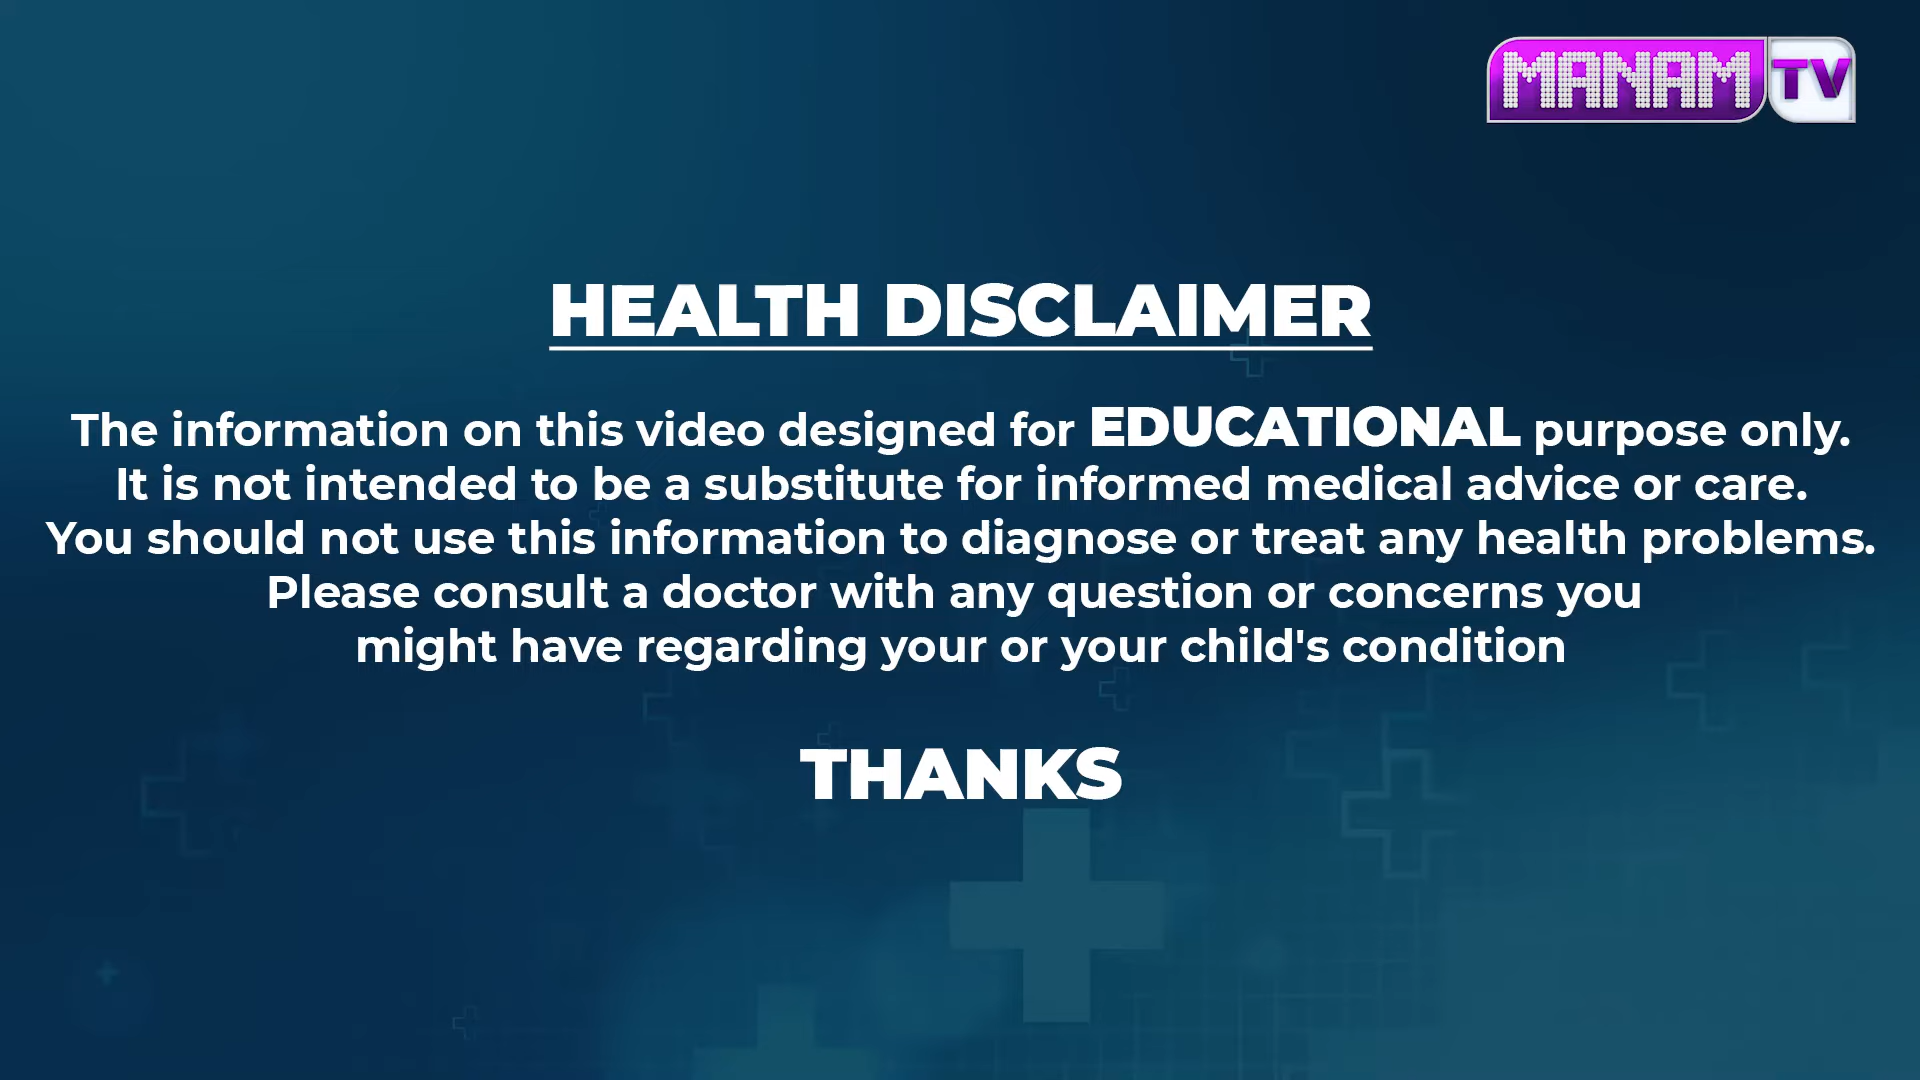 MANAM TV
HEALTH DISCLAIMER
The information on this video designed for EDUCATIONAL purpose only.
It is not intended to be a substitute for informed medical advice or care.
You should not use this information to diagnose or treat any health problems.
Please consult a doctor with any question or concerns you
might have regarding your or your child's condition
THANKS